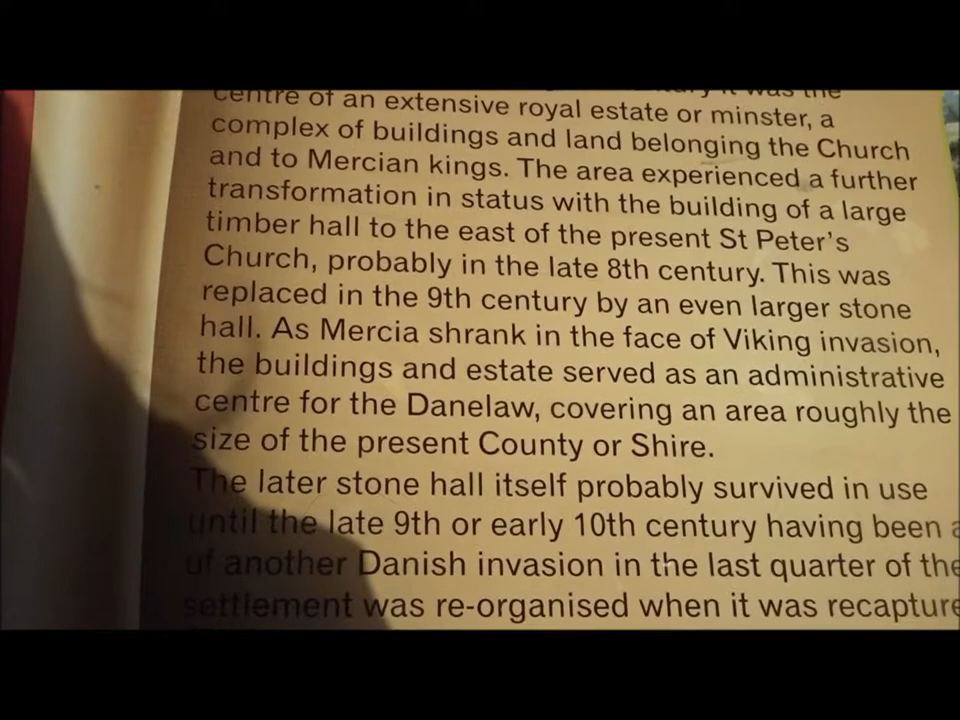 centre of an extensive royal estate or minster, a
complex of buildings and land belonging the Church
and to Mercian kings. The area experienced a further
transformation in status with the building of a large
timber hall to the east of the present St Peter's
Church, probably in the late 8th century. This was
replaced in the 9th century by an even larger stone
hall. As Mercia shrank in the face of Viking invasion,
the buildings and estate served as an administrative
centre for the Danelaw, covering an area roughly the
size of the present County or Shire.
The later stone hall itself probably survived in use
until the late 9th or early 10th century having been
of another Danish invasion in the last quarter of the
settlement was re-organised when it was